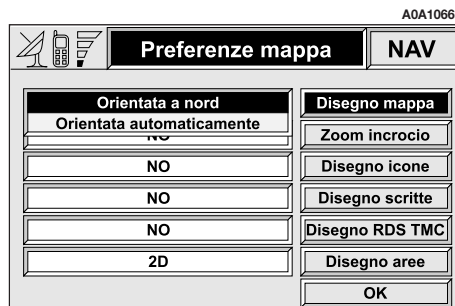 A0A1066
Preferenze mappa NAV
Orientata a nord Disegno mappa
Orientata automaticamente
NO Zoom incrocio
NO Disegno icone
NO Disegno scritte
NO Disegno RDS TMC
2D Disegno aree
OK